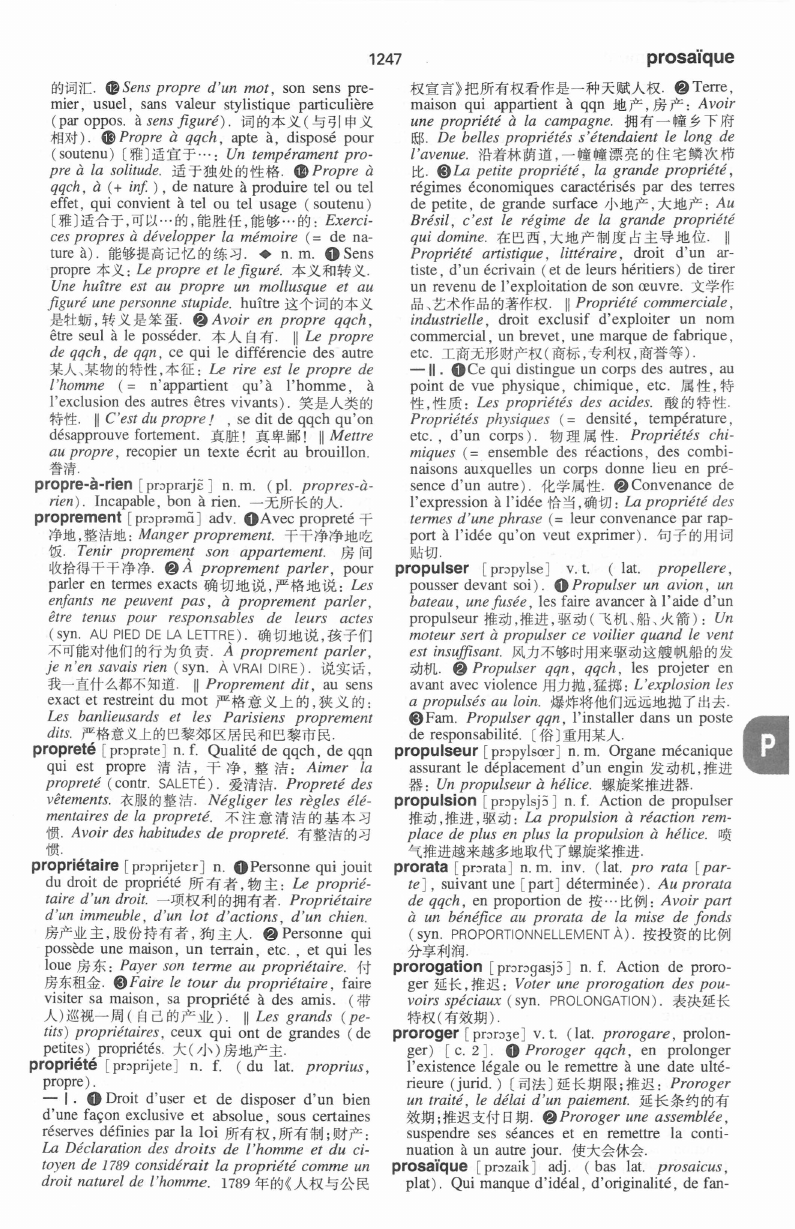 1247
prosaïque
的词汇. ⓬Sens propre d'un mot, son sens pre-
mier, usuel, sans valeur stylistique particulière
(par oppos. à sens figuré). 词的本义(与引申义
相对). ⓭Propre à qqch, apte à, disposé pour
(soutenu)〔雅〕适宜于…: Un tempérament pro-
pre à la solitude. 适于独处的性格. ⓮Propre à
qqch, à (+ inf.), de nature à produire tel ou tel
effet, qui convient à tel ou tel usage (soutenu)
〔雅〕适合于,可以…的,能胜任,能够…的: Exerci-
ces propres à développer la mémoire (= de na-
ture à). 能够提高记忆的练习. ◆ n. m. ❶Sens
propre 本义: Le propre et le figuré. 本义和转义.
Une huître est au propre un mollusque et au
figuré une personne stupide. huître 这个词的本义
是牡蛎,转义是笨蛋. ❷Avoir en propre qqch,
être seul à le posséder. 本人自有. ‖ Le propre
de qqch, de qqn, ce qui le différencie des autre
某人、某物的特性,本征: Le rire est le propre de
l'homme (= n'appartient qu'à l'homme, à
l'exclusion des autres êtres vivants). 笑是人类的
特性. ‖ C'est du propre! , se dit de qqch qu'on
désapprouve fortement. 真脏! 真卑鄙! ‖ Mettre
au propre, recopier un texte écrit au brouillon.
誊清.
propre-à-rien [prɔprarjɛ̃] n. m. (pl. propres-à-
rien). Incapable, bon à rien. 一无所长的人.
proprement [prɔprəmɑ̃] adv. ❶Avec propreté 干
净地,整洁地: Manger proprement. 干干净净地吃
饭. Tenir proprement son appartement. 房间
收拾得干干净净. ❷À proprement parler, pour
parler en termes exacts 确切地说,严格地说: Les
enfants ne peuvent pas, à proprement parler,
être tenus pour responsables de leurs actes
(syn. AU PIED DE LA LETTRE). 确切地说,孩子们
不可能对他们的行为负责. À proprement parler,
je n'en savais rien (syn. À VRAI DIRE). 说实话,
我一直什么都不知道. ‖ Proprement dit, au sens
exact et restreint du mot 严格意义上的,狭义的:
Les banlieusards et les Parisiens proprement
dits. 严格意义上的巴黎郊区居民和巴黎市民.
propreté [prɔprəte] n. f. Qualité de qqch, de qqn
qui est propre 清洁, 干净, 整洁: Aimer la
propreté (contr. SALETÉ). 爱清洁. Propreté des
vêtements. 衣服的整洁. Négliger les règles élé-
mentaires de la propreté. 不注意清洁的基本习
惯. Avoir des habitudes de propreté. 有整洁的习
惯.
propriétaire [prɔprijetɛr] n. ❶Personne qui jouit
du droit de propriété 所有者,物主: Le proprié-
taire d'un droit. 一项权利的拥有者. Propriétaire
d'un immeuble, d'un lot d'actions, d'un chien.
房产业主,股份持有者,狗主人. ❷Personne qui
possède une maison, un terrain, etc. , et qui les
loue 房东: Payer son terme au propriétaire. 付
房东租金. ❸Faire le tour du propriétaire, faire
visiter sa maison, sa propriété à des amis. (带
人)巡视一周(自己的产业). ‖ Les grands (pe-
tits) propriétaires, ceux qui ont de grandes (de
petites) propriétés. 大(小)房地产主.
propriété [prɔprijete] n. f. (du lat. proprius,
propre).
— I. ❶Droit d'user et de disposer d'un bien
d'une façon exclusive et absolue, sous certaines
réserves définies par la loi 所有权,所有制;财产:
La Déclaration des droits de l'homme et du ci-
toyen de 1789 considérait la propriété comme un
droit naturel de l'homme. 1789 年的《人权与公民
权宣言》把所有权看作是一种天赋人权. ❷Terre,
maison qui appartient à qqn 地产,房产: Avoir
une propriété à la campagne. 拥有一幢乡下府
邸. De belles propriétés s'étendaient le long de
l'avenue. 沿着林荫道,一幢幢漂亮的住宅鳞次栉
比. ❸La petite propriété, la grande propriété,
régimes économiques caractérisés par des terres
de petite, de grande surface 小地产,大地产: Au
Brésil, c'est le régime de la grande propriété
qui domine. 在巴西,大地产制度占主导地位. ‖
Propriété artistique, littéraire, droit d'un ar-
tiste, d'un écrivain (et de leurs héritiers) de tirer
un revenu de l'exploitation de son œuvre. 文学作
品、艺术作品的著作权. ‖ Propriété commerciale,
industrielle, droit exclusif d'exploiter un nom
commercial, un brevet, une marque de fabrique,
etc. 工商无形财产权(商标,专利权,商誉等).
— II. ❶Ce qui distingue un corps des autres, au
point de vue physique, chimique, etc. 属性,特
性,性质: Les propriétés des acides. 酸的特性.
Propriétés physiques (= densité, température,
etc. , d'un corps). 物理属性. Propriétés chi-
miques (= ensemble des réactions, des combi-
naisons auxquelles un corps donne lieu en pré-
sence d'un autre). 化学属性. ❷Convenance de
l'expression à l'idée 恰当,确切: La propriété des
termes d'une phrase (= leur convenance par rap-
port à l'idée qu'on veut exprimer). 句子的用词
贴切.
propulser [prɔpylse] v. t. (lat. propellere,
pousser devant soi). ❶Propulser un avion, un
bateau, une fusée, les faire avancer à l'aide d'un
propulseur 推动,推进,驱动(飞机、船、火箭): Un
moteur sert à propulser ce voilier quand le vent
est insuffisant. 风力不够时用来驱动这艘帆船的发
动机. ❷Propulser qqn, qqch, les projeter en
avant avec violence 用力抛,猛掷: L'explosion les
a propulsés au loin. 爆炸将他们远远地抛了出去.
❸Fam. Propulser qqn, l'installer dans un poste
de responsabilité. 〔俗〕重用某人.
propulseur [prɔpylsœr] n. m. Organe mécanique
assurant le déplacement d'un engin 发动机,推进
器: Un propulseur à hélice. 螺旋桨推进器.
propulsion [prɔpylsjɔ̃] n. f. Action de propulser
推动,推进,驱动: La propulsion à réaction rem-
place de plus en plus la propulsion à hélice. 喷
气推进越来越多地取代了螺旋桨推进.
prorata [prɔrata] n. m. inv. (lat. pro rata [par-
te], suivant une [part] déterminée). Au prorata
de qqch, en proportion de 按…比例: Avoir part
à un bénéfice au prorata de la mise de fonds
(syn. PROPORTIONNELLEMENT À). 按投资的比例
分享利润.
prorogation [prɔrɔgasjɔ̃] n. f. Action de proro-
ger 延长,推迟: Voter une prorogation des pou-
voirs spéciaux (syn. PROLONGATION). 表决延长
特权(有效期).
proroger [prɔrɔʒe] v. t. (lat. prorogare, prolon-
ger) [c. 2]. ❶Proroger qqch, en prolonger
l'existence légale ou le remettre à une date ulté-
rieure (jurid.)〔司法〕延长期限;推迟: Proroger
un traité, le délai d'un paiement. 延长条约的有
效期;推迟支付日期. ❷Proroger une assemblée,
suspendre ses séances et en remettre la conti-
nuation à un autre jour. 使大会休会.
prosaïque [prɔzaik] adj. (bas lat. prosaicus,
plat). Qui manque d'idéal, d'originalité, de fan-
P